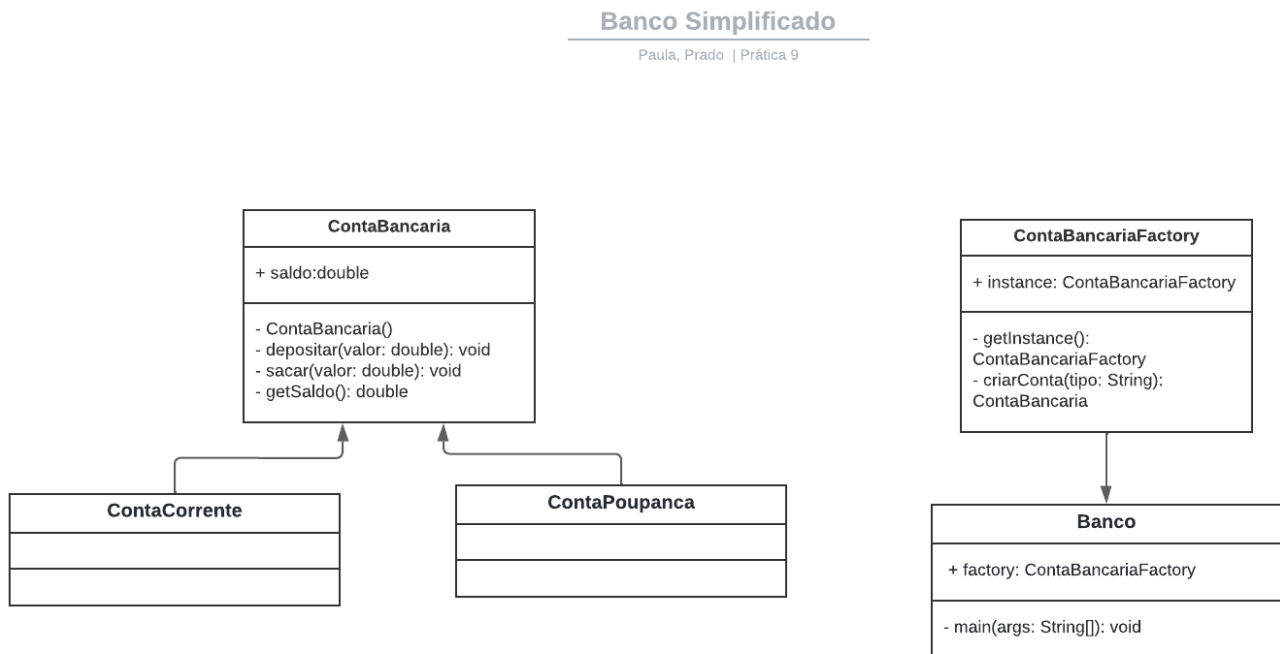 Banco Simplificado
Paula, Prado | Prática 9
ContaBancaria
+ saldo:double
- ContaBancaria()
- depositar(valor: double): void
- sacar(valor: double): void
- getSaldo(): double
ContaBancariaFactory
+ instance: ContaBancariaFactory
- getInstance():
ContaBancariaFactory
- criarConta(tipo: String):
ContaBancaria
ContaCorrente
ContaPoupanca
Banco
+ factory: ContaBancariaFactory
- main(args: String[]): void